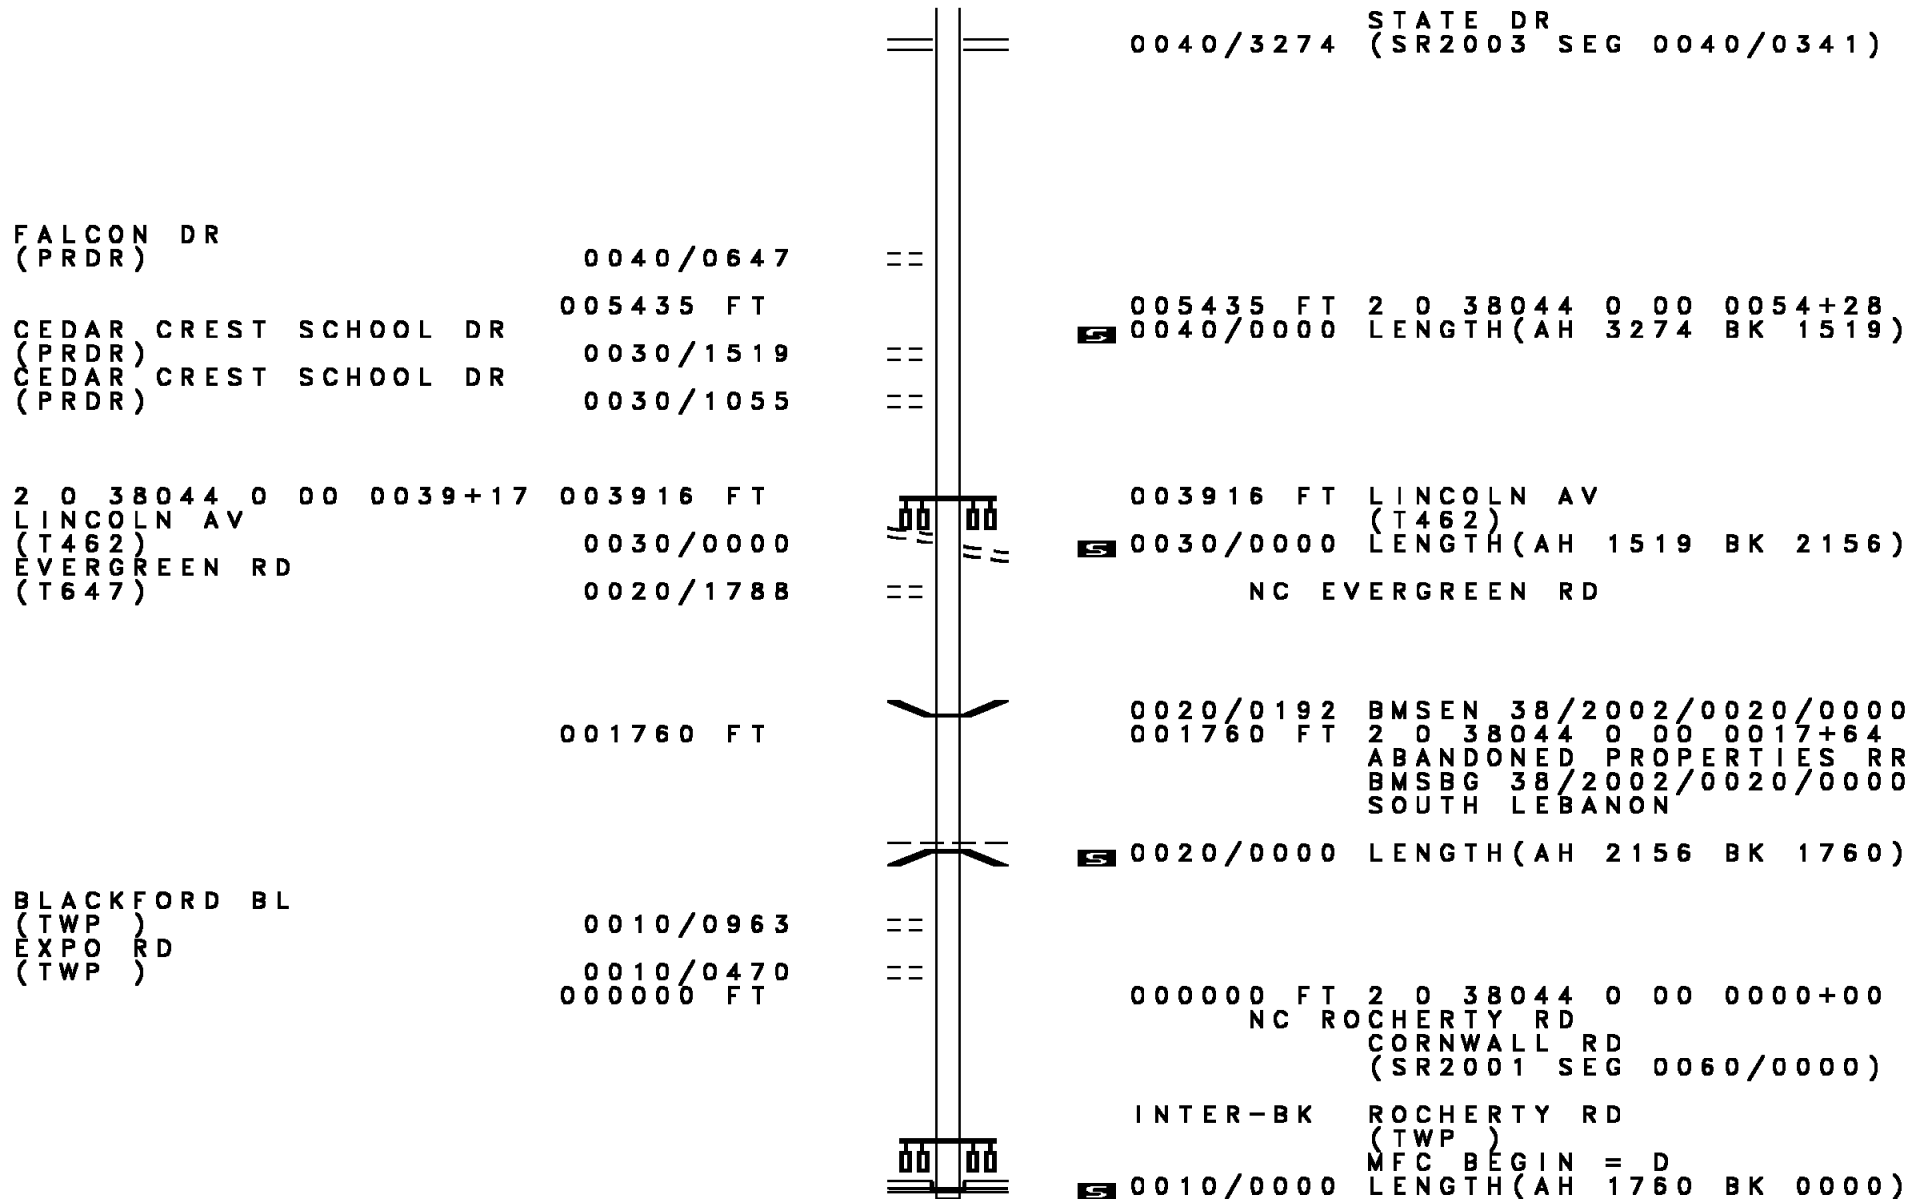 STATE DR
0040/3274 (SR2003 SEG 0040/0341)
FALCON DR
(PRDR) 0040/0647
005435 FT 005435 FT 2 0 38044 0 00 0054+28
CEDAR CREST SCHOOL DR S 0040/0000 LENGTH(AH 3274 BK 1519)
(PRDR) 0030/1519
CEDAR CREST SCHOOL DR
(PRDR) 0030/1055
2 0 38044 0 00 0039+17 003916 FT 003916 FT LINCOLN AV
LINCOLN AV (T462)
(T462) 0030/0000 S 0030/0000 LENGTH(AH 1519 BK 2156)
EVERGREEN RD
(T647) 0020/1788 NC EVERGREEN RD
0020/0192 BMSEN 38/2002/0020/0000
001760 FT 001760 FT 2 0 38044 0 00 0017+64
ABANDONED PROPERTIES RR
BMSBG 38/2002/0020/0000
SOUTH LEBANON
S 0020/0000 LENGTH(AH 2156 BK 1760)
BLACKFORD BL
(TWP ) 0010/0963
EXPO RD
(TWP ) 0010/0470
000000 FT 000000 FT 2 0 38044 0 00 0000+00
NC ROCHERTY RD
CORNWALL RD
(SR2001 SEG 0060/0000)
INTER-BK ROCHERTY RD
(TWP )
MFC BEGIN = D
S 0010/0000 LENGTH(AH 1760 BK 0000)